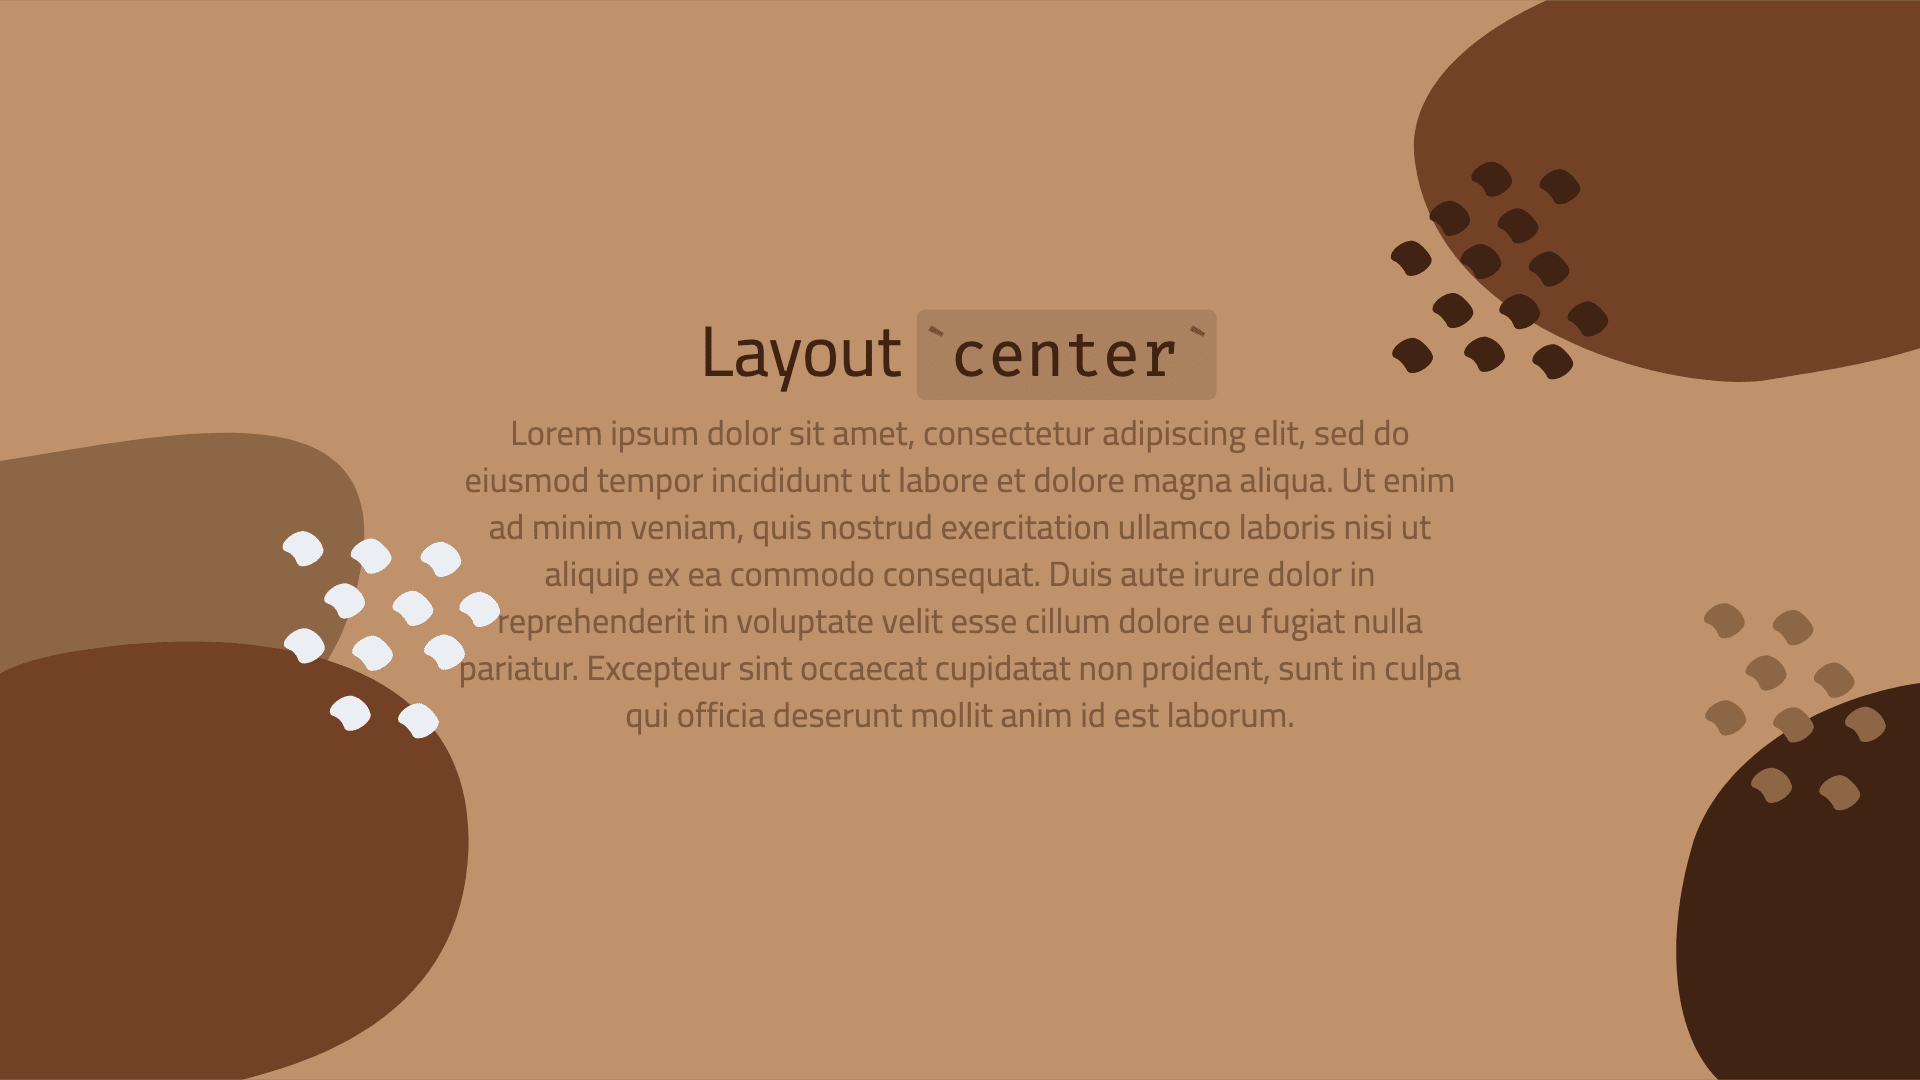 Layout `center`
Lorem ipsum dolor sit amet, consectetur adipiscing elit, sed do
eiusmod tempor incididunt ut labore et dolore magna aliqua. Ut enim
ad minim veniam, quis nostrud exercitation ullamco laboris nisi ut
aliquip ex ea commodo consequat. Duis aute irure dolor in
reprehenderit in voluptate velit esse cillum dolore eu fugiat nulla
pariatur. Excepteur sint occaecat cupidatat non proident, sunt in culpa
qui officia deserunt mollit anim id est laborum.